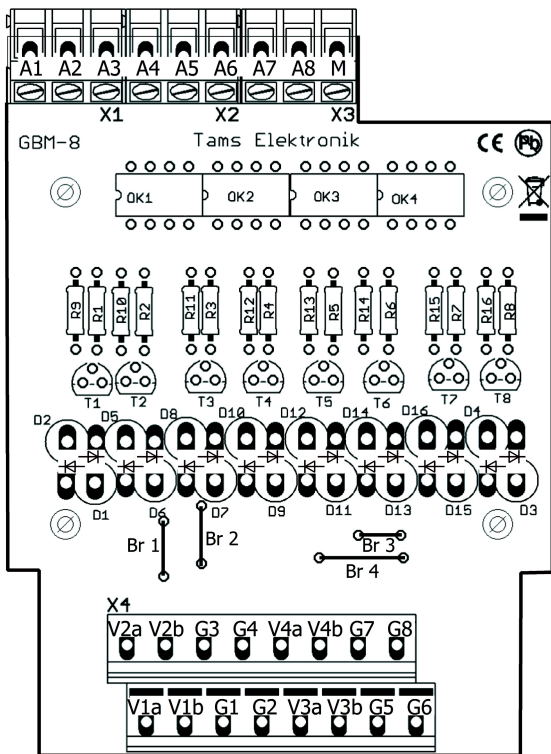 A1 A2 A3 A4 A5 A6 A7 A8 M
X1 X2 X3
GBM-8 Tams Elektronik CE Pb
OK1 OK2 OK3 OK4
R9 R1 R10 R2 R11 R3 R12 R4 R13 R5 R14 R6 R15 R7 R16 R8
T1 T2 T3 T4 T5 T6 T7 T8
D2 D5 D8 D10 D12 D14 D16 D4
D1 D6 D7 D9 D11 D13 D15 D3
Br 1 Br 2 Br 3
Br 4
X4
V2a V2b G3 G4 V4a V4b G7 G8
V1a V1b G1 G2 V3a V3b G5 G6